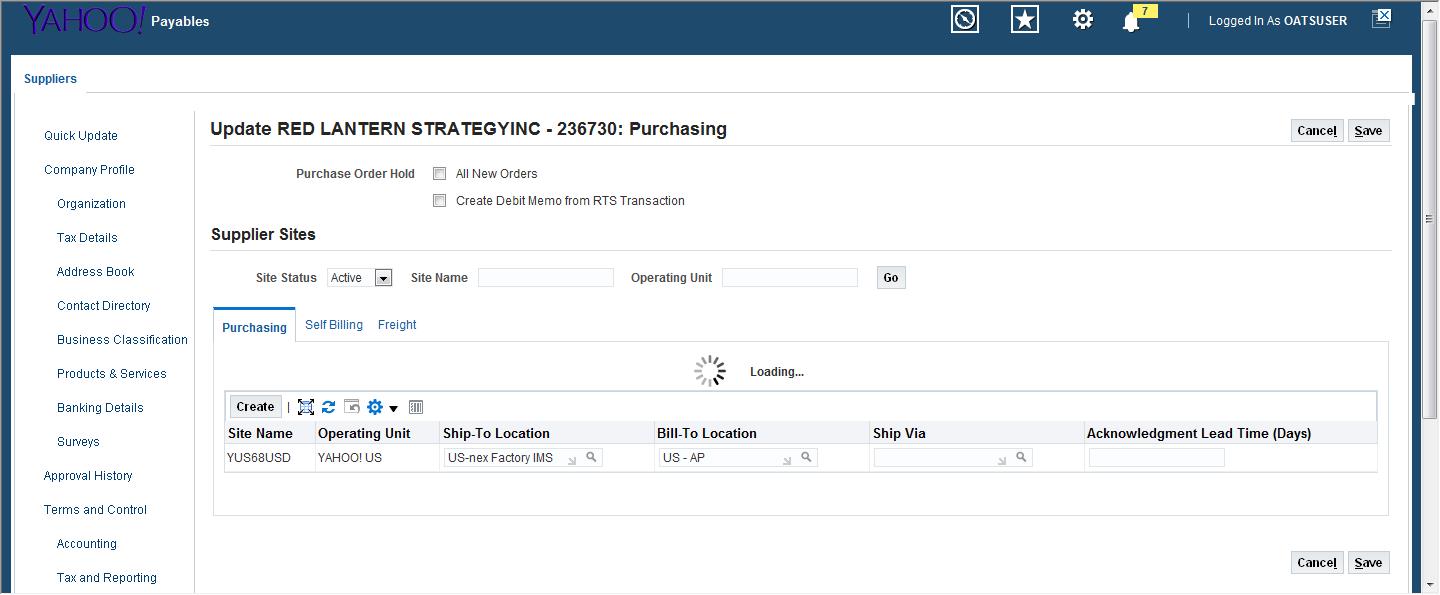 YAHOO! Payables 7 Logged In As OATSUSER
Suppliers
Quick Update
Company Profile
Organization
Tax Details
Address Book
Contact Directory
Business Classification
Products & Services
Banking Details
Surveys
Approval History
Terms and Control
Accounting
Tax and Reporting
Update RED LANTERN STRATEGYINC - 236730: Purchasing Cancel Save
Purchase Order Hold All New Orders
Create Debit Memo from RTS Transaction
Supplier Sites
Site Status Active Site Name Operating Unit Go
Purchasing Self Billing Freight
Loading...
Create
Site Name Operating Unit Ship-To Location Bill-To Location Ship Via Acknowledgment Lead Time (Days)
YUS68USD YAHOO! US US-nex Factory IMS US - AP
Cancel Save